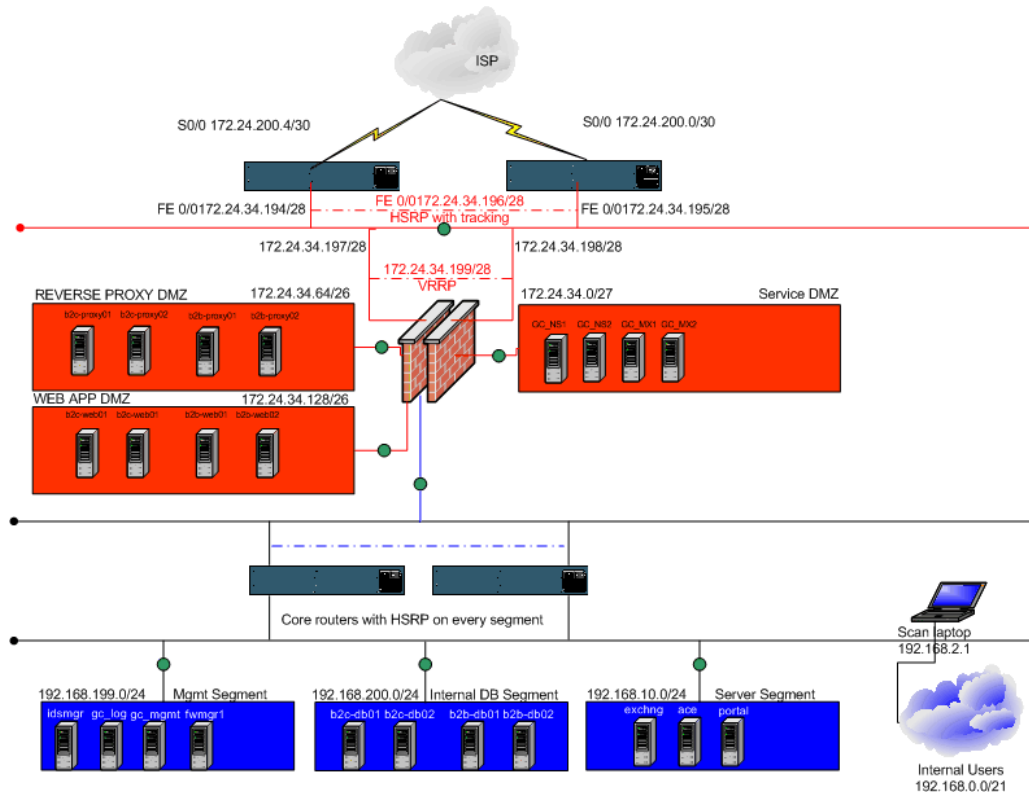 ISP
S0/0 172.24.200.4/30
S0/0 172.24.200.0/30
FE 0/0172.24.34.194/28
FE 0/0172.24.34.196/28
HSRP with tracking
FE 0/0172.24.34.195/28
172.24.34.197/28
172.24.34.198/28
172.24.34.199/28
VRRP
REVERSE PROXY DMZ
172.24.34.64/26
b2c-proxy01 b2c-proxy02 b2b-proxy01 b2b-proxy02
172.24.34.0/27
Service DMZ
GC_NS1 GC_NS2 GC_MX1 GC_MX2
WEB APP DMZ
172.24.34.128/26
b2c-web01 b2c-web01 b2b-web01 b2b-web02
Core routers with HSRP on every segment
Scan laptop
192.168.2.1
192.168.199.0/24 Mgmt Segment
idsmgr gc_log gc_mgmt fwmgr1
192.168.200.0/24 Internal DB Segment
b2c-db01 b2c-db02 b2b-db01 b2b-db02
192.168.10.0/24 Server Segment
exchng ace portal
Internal Users
192.168.0.0/21